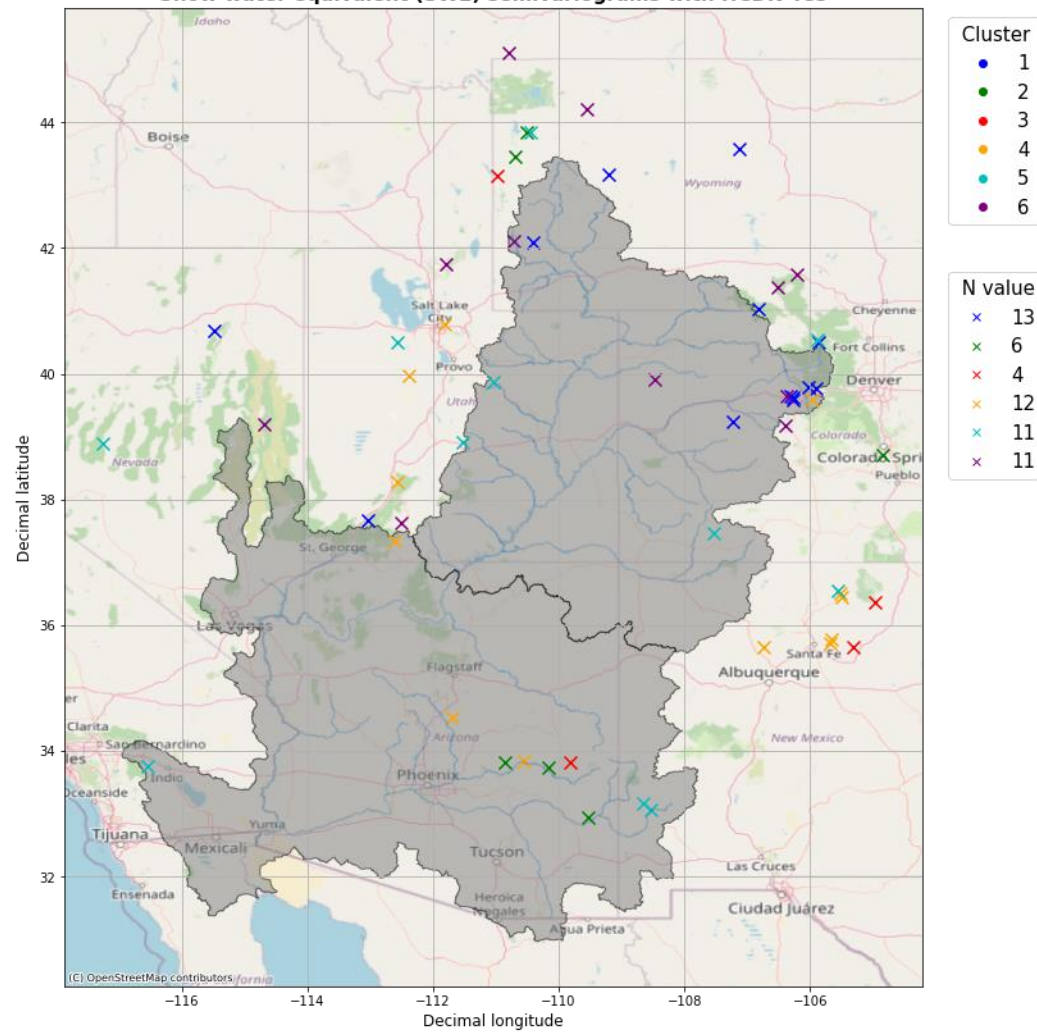 Idaho
Boise
Wyoming
Salt Lake
City
Provo
Utah
Cheyenne
Fort Collins
Denver
Colorado
Colorado Spri
Pueblo
Nevada
St. George
Las Vegas
Flagstaff
Arizona
Phoenix
Santa Fe
Albuquerque
New Mexico
er
Clarita
les
San Bernardino
Indio
Oceanside
Tijuana
Mexicali
Yuma
Ensenada
Tucson
Heroica
Nogales
Agua Prieta
Las Cruces
Ciudad Juárez
(C) OpenStreetMap contributors
Decimal latitude
44
42
40
38
36
34
32
−116
−114
−112
−110
−108
−106
Decimal longitude
Cluster
1
2
3
4
5
6
N value
13
6
4
12
11
11